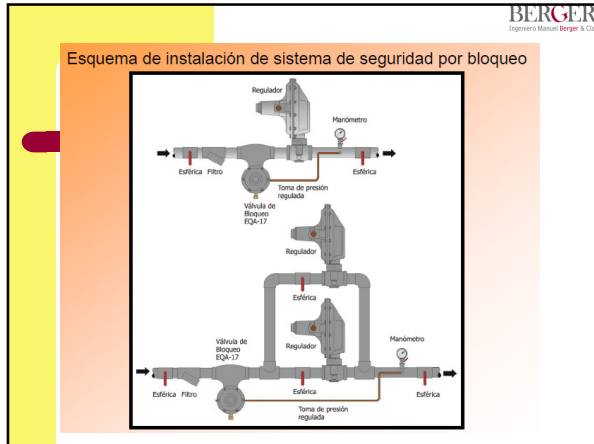 BERGER
Ingeniero Manuel Berger & Cía
Esquema de instalación de sistema de seguridad por bloqueo
Regulador
Manómetro
Esférica
Filtro
Esférica
Toma de presión
regulada
Válvula de
Bloqueo
EQA-17
Regulador
Esférica
Válvula de
Bloqueo
EQA-17
Regulador
Manómetro
Esférica
Filtro
Esférica
Esférica
Toma de presión
regulada